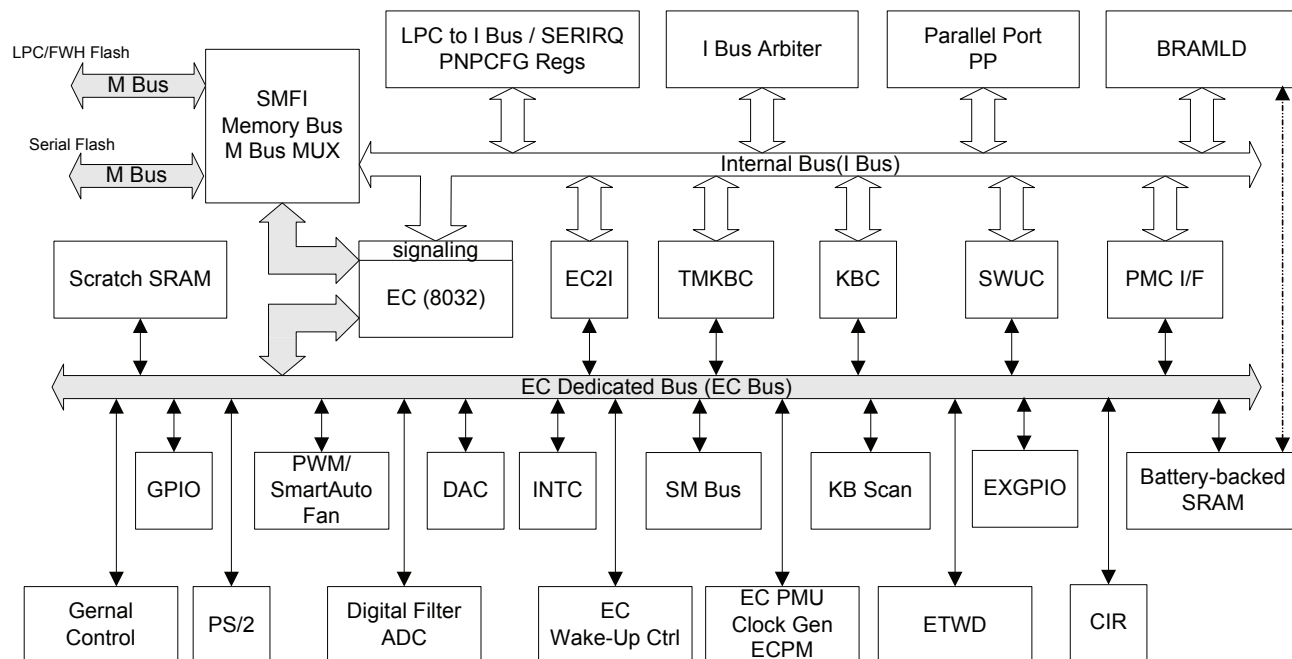 LPC/FWH Flash
M Bus
Serial Flash
M Bus
SMFI
Memory Bus
M Bus MUX
LPC to I Bus / SERIRQ
PNPCFG Regs
I Bus Arbiter
Parallel Port
PP
BRAMLD
Internal Bus(I Bus)
Scratch SRAM
signaling
EC (8032)
EC2I
TMKBC
KBC
SWUC
PMC I/F
EC Dedicated Bus (EC Bus)
GPIO
PWM/
SmartAuto
Fan
DAC
INTC
SM Bus
KB Scan
EXGPIO
Battery-backed
SRAM
Gernal
Control
PS/2
Digital Filter
ADC
EC
Wake-Up Ctrl
EC PMU
Clock Gen
ECPM
ETWD
CIR